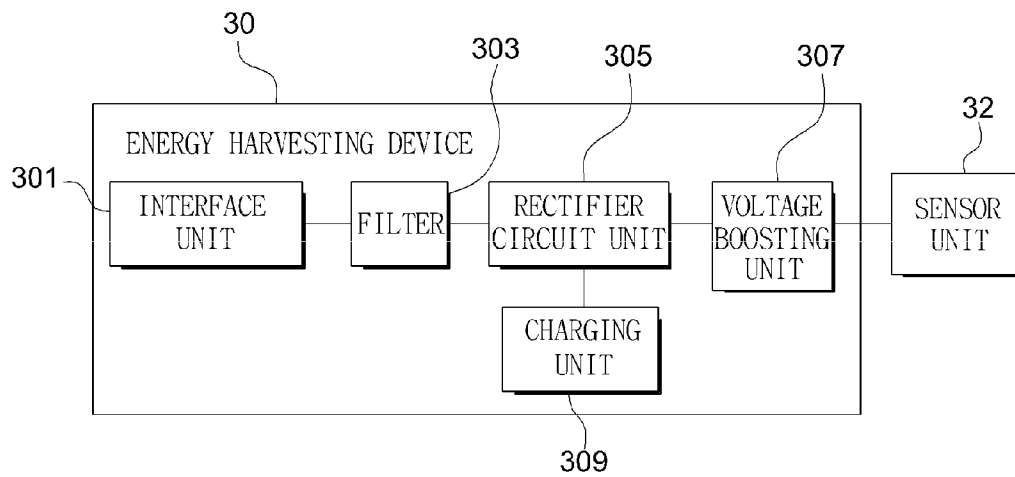 30
303
305
307
32
ENERGY HARVESTING DEVICE
301
INTERFACE
UNIT
FILTER
RECTIFIER
CIRCUIT UNIT
VOLTAGE
BOOSTING
UNIT
SENSOR
UNIT
CHARGING
UNIT
309